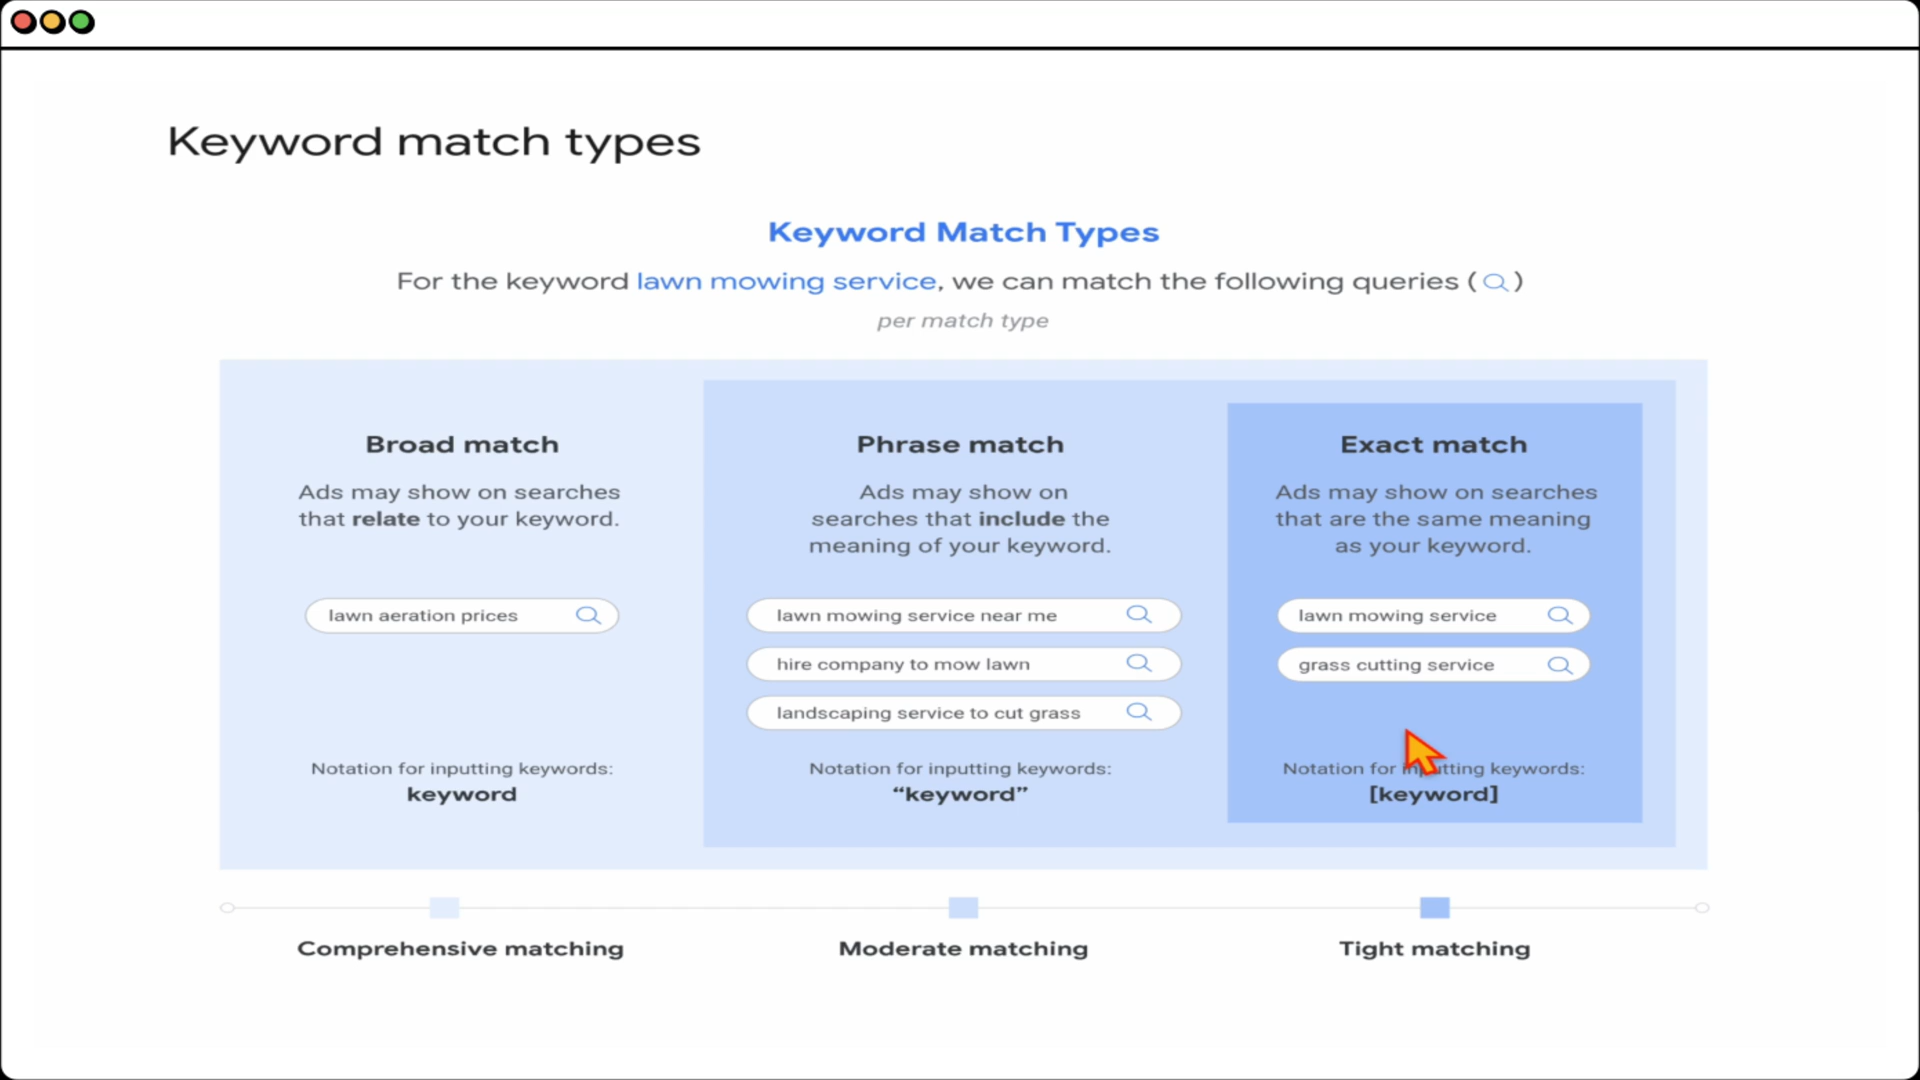 Keyword match types
Keyword Match Types
For the keyword lawn mowing service, we can match the following queries ( )
per match type
Broad match
Ads may show on searches
that relate to your keyword.
lawn aeration prices
Notation for inputting keywords:
keyword
Phrase match
Ads may show on
searches that include the
meaning of your keyword.
lawn mowing service near me
hire company to mow lawn
landscaping service to cut grass
Notation for inputting keywords:
“keyword”
Exact match
Ads may show on searches
that are the same meaning
as your keyword.
lawn mowing service
grass cutting service
Notation for inputting keywords:
[keyword]
Comprehensive matching
Moderate matching
Tight matching